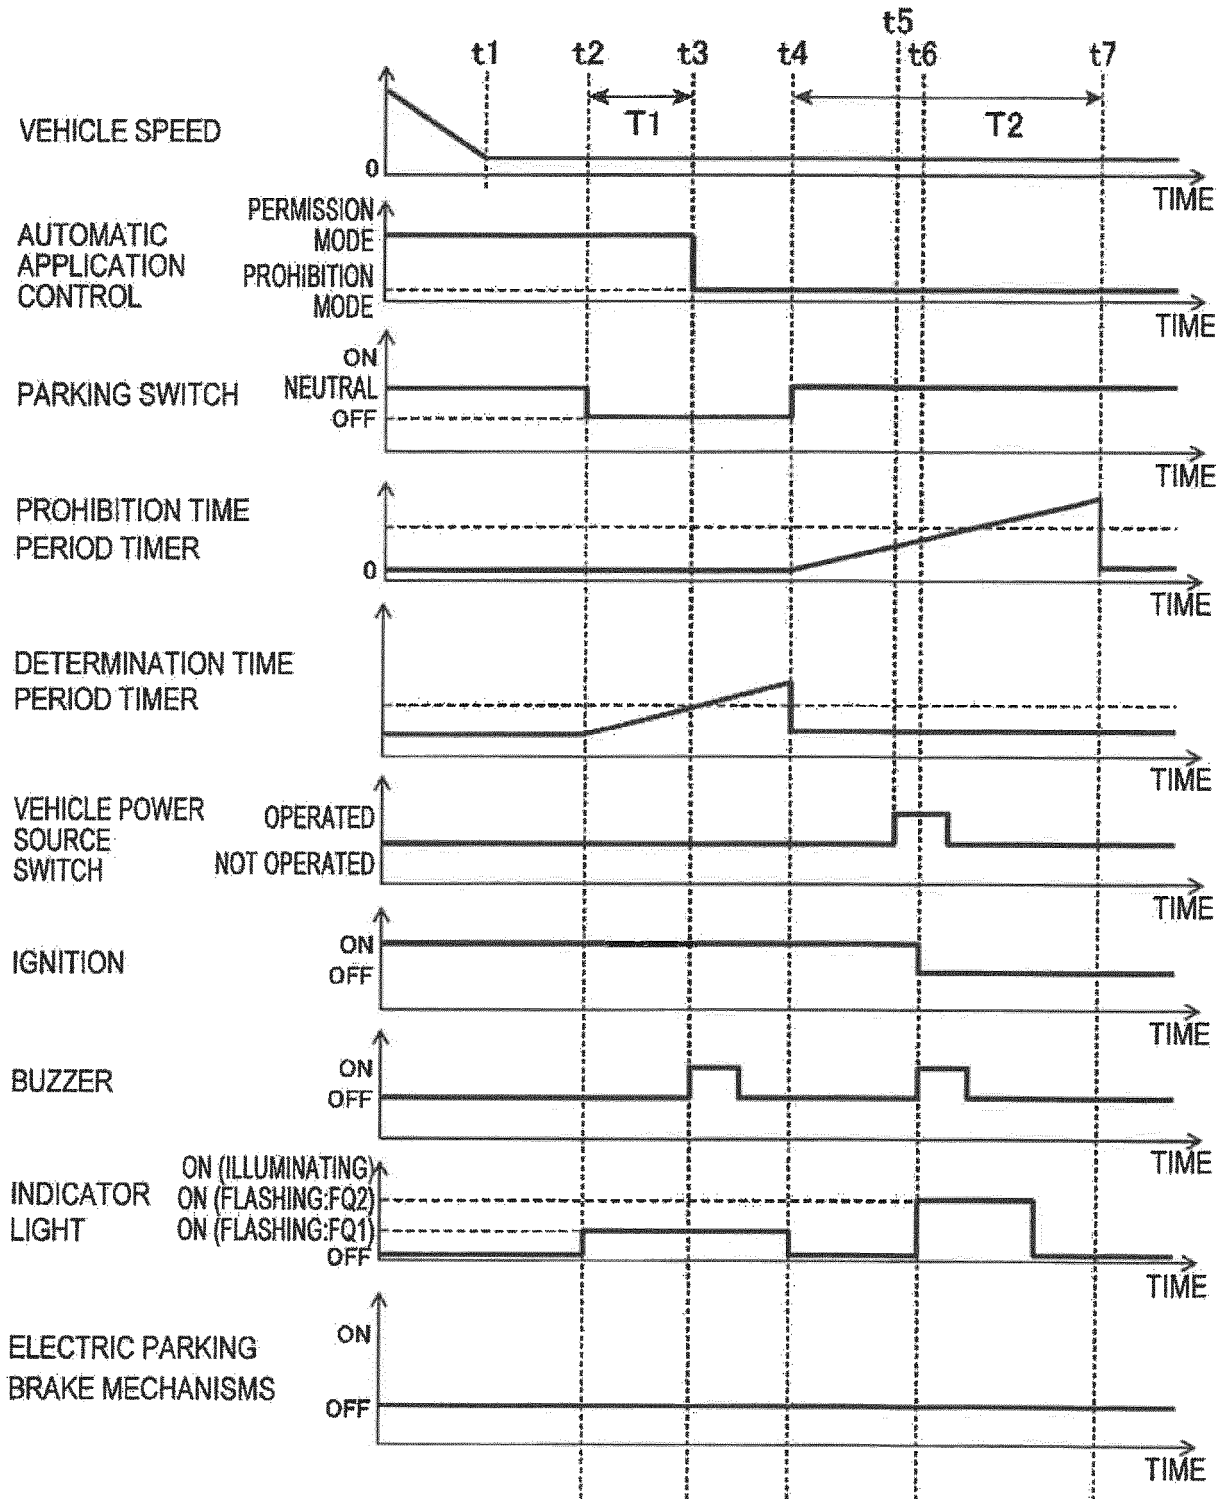 t5
t1 t2 t3 t4 t6 t7
T1 T2
VEHICLE SPEED
0
TIME
AUTOMATIC
APPLICATION
CONTROL
PERMISSION
MODE
PROHIBITION
MODE
TIME
PARKING SWITCH
ON
NEUTRAL
OFF
TIME
PROHIBITION TIME
PERIOD TIMER
0
TIME
DETERMINATION TIME
PERIOD TIMER
TIME
VEHICLE POWER
SOURCE
SWITCH
OPERATED
NOT OPERATED
TIME
IGNITION
ON
OFF
TIME
BUZZER
ON
OFF
TIME
INDICATOR
LIGHT
ON (ILLUMINATING)
ON (FLASHING:FQ2)
ON (FLASHING:FQ1)
OFF
TIME
ELECTRIC PARKING
BRAKE MECHANISMS
ON
OFF
TIME